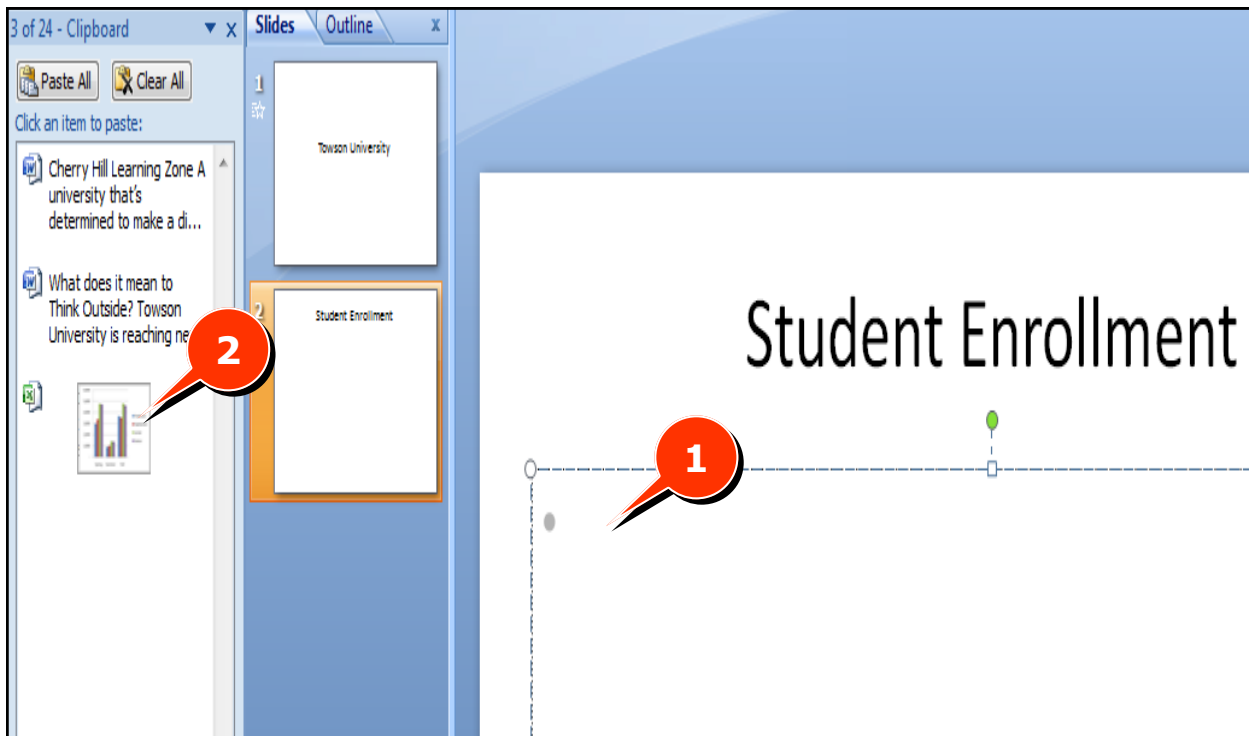 3 of 24 - Clipboard
Paste All
Clear All
Click an item to paste:
Cherry Hill Learning Zone A
university that's
determined to make a di...
What does it mean to
Think Outside? Towson
University is reaching ne
2
Slides
Outline
x
1
Towson University
2
Student Enrollment
Student Enrollment
1